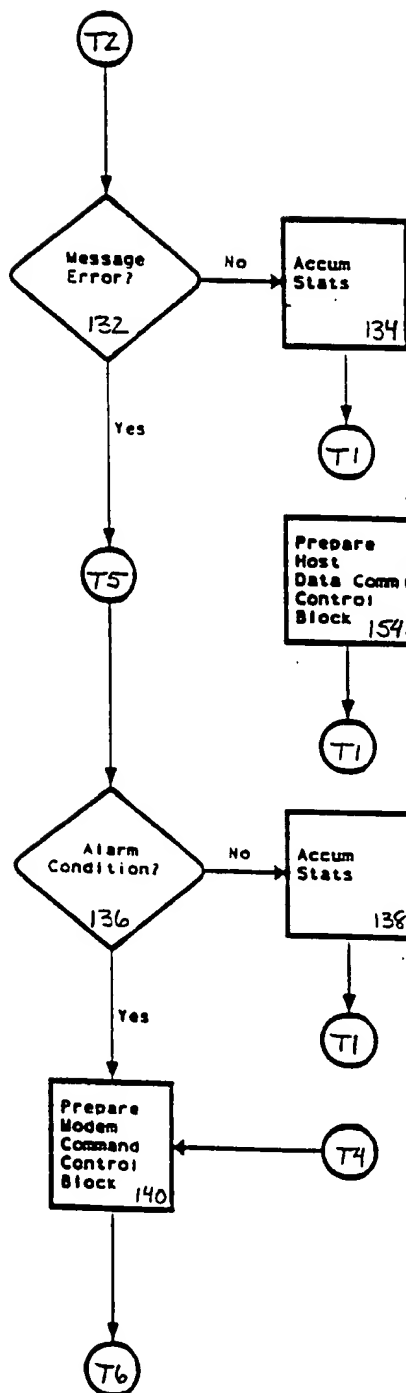 T2
Message
Error?
132
No
Accum
Stats
134
T1
Yes
T5
Prepare
Host
Data Comm
Control
Block
154
T1
Alarm
Condition?
136
No
Accum
Stats
138
T1
Yes
Prepare
Modem
Command
Control
Block
140
T4
T6